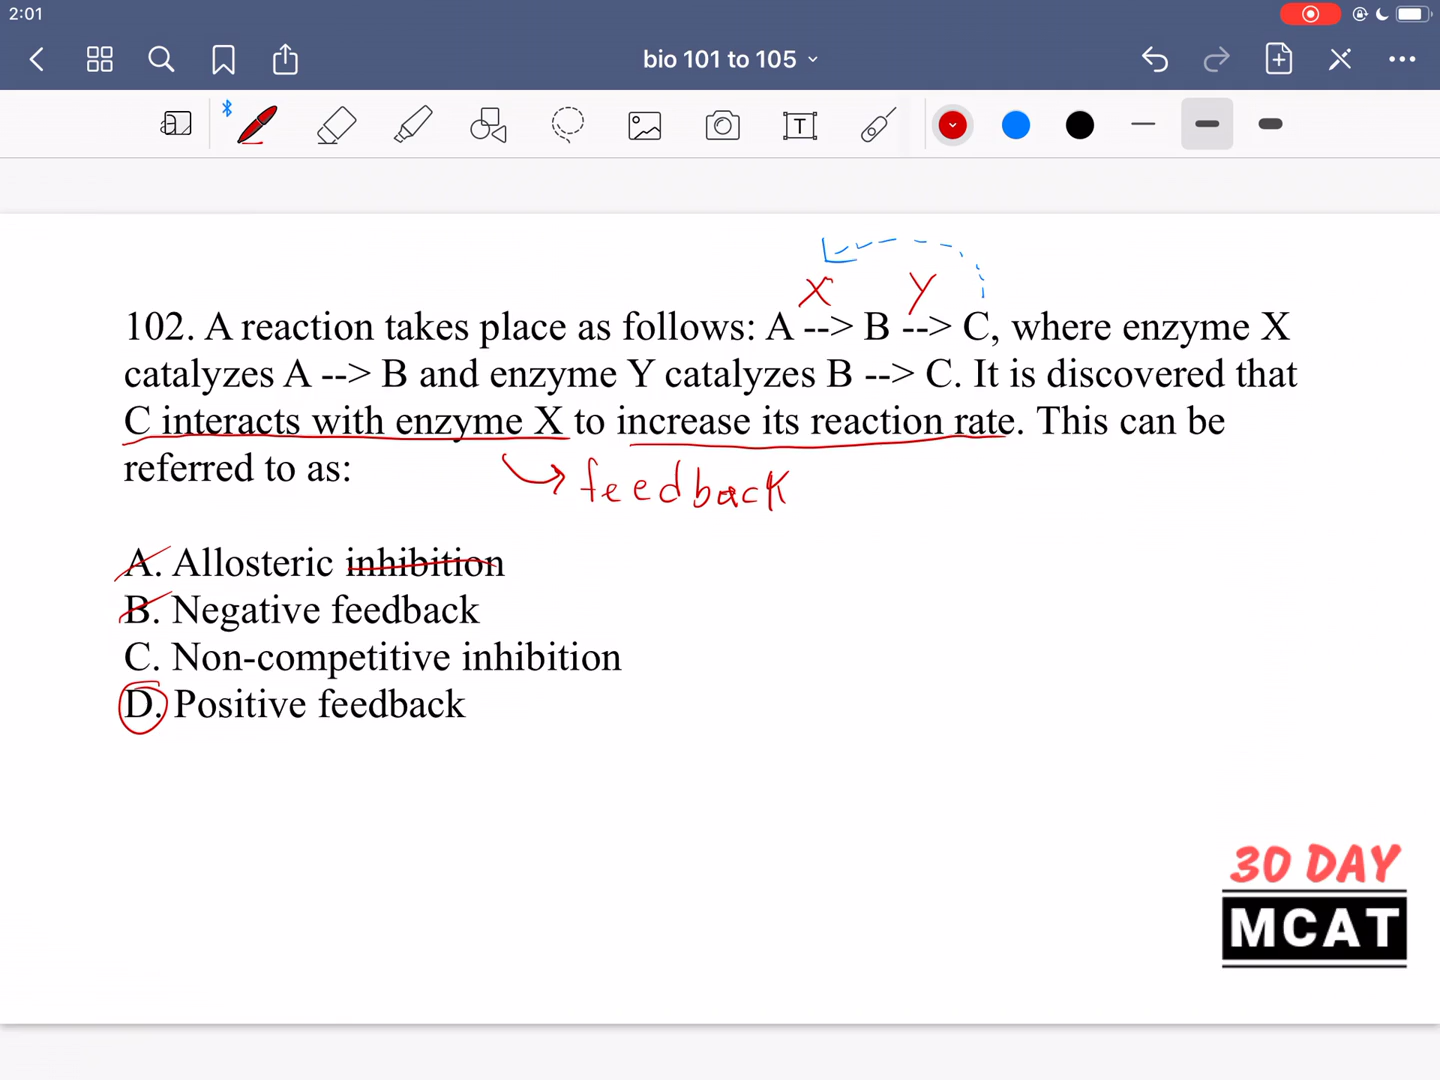 2:01
bio 101 to 105
a
T
X Y
102. A reaction takes place as follows: A --> B --> C, where enzyme X
catalyzes A --> B and enzyme Y catalyzes B --> C. It is discovered that
C interacts with enzyme X to increase its reaction rate. This can be
referred to as:
feedback
A. Allosteric inhibition
B. Negative feedback
C. Non-competitive inhibition
D. Positive feedback
30 DAY
MCAT